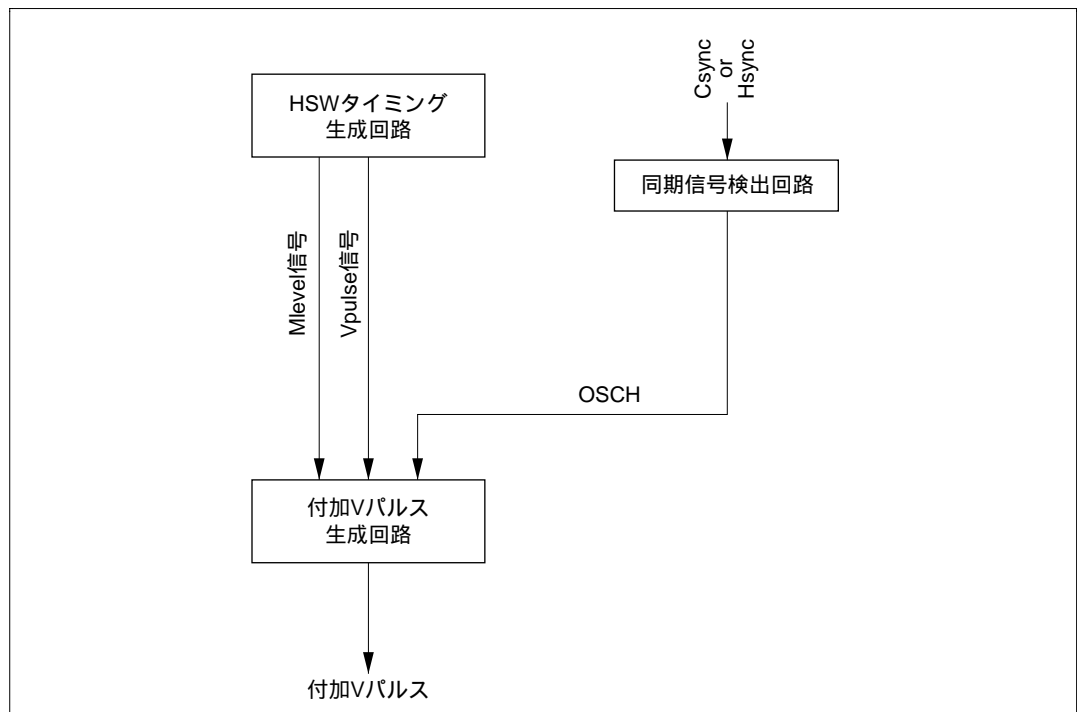 Csync
or
Hsync
HSWタイミング
生成回路
同期信号検出回路
Mlevel信号
Vpulse信号
OSCH
付加Vパルス
生成回路
付加Vパルス